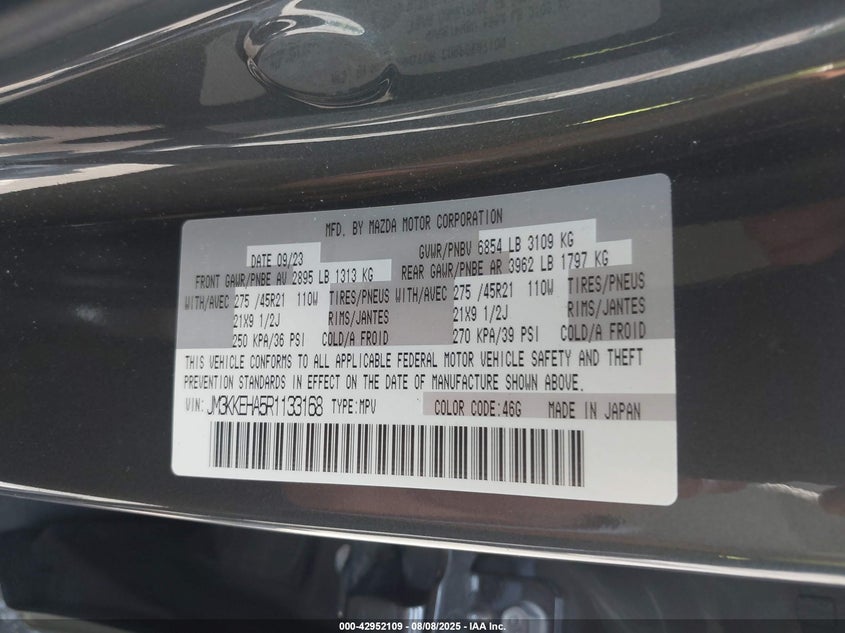 MFD. BY MAZDA MOTOR CORPORATION
DATE 09/23 GVWR/PNBV 6854 LB 3109 KG
FRONT GAWR/PNBE AV 2895 LB 1313 KG REAR GAWR/PNBE AR 3962 LB 1797 KG
WITH/AVEC 275 /45R21 110W TIRES/PNEUS WITH/AVEC 275 /45R21 110W TIRES/PNEUS
21X9 1/2J RIMS/JANTES 21X9 1/2J RIMS/JANTES
250 KPA/36 PSI COLD/A FROID 270 KPA/39 PSI COLD/A FROID
THIS VEHICLE CONFORMS TO ALL APPLICABLE FEDERAL MOTOR VEHICLE SAFETY AND THEFT
PREVENTION STANDARDS IN EFFECT ON THE DATE OF MANUFACTURE SHOWN ABOVE.
VIN: JM3KKEHA5R1133168 TYPE:MPV COLOR CODE:46G MADE IN JAPAN
000-42952109 - 08/08/2025 - IAA Inc.